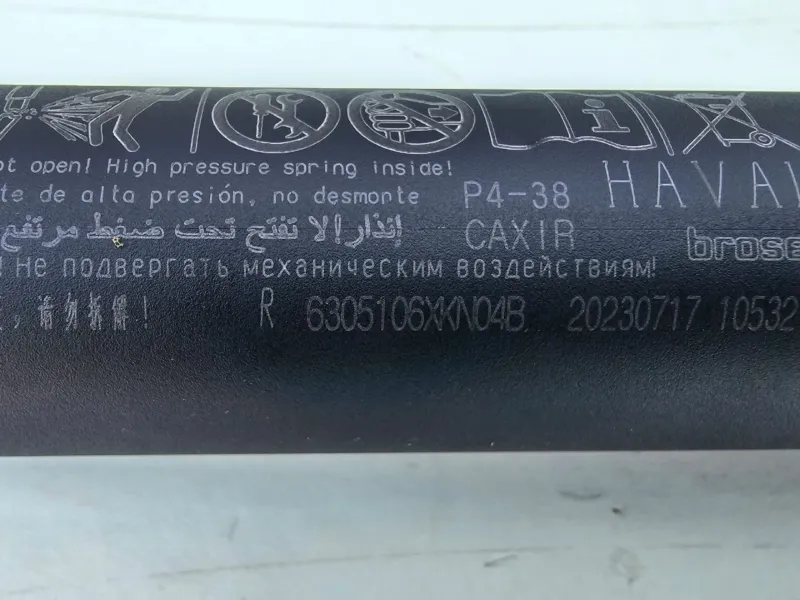 ot open! High pressure spring inside!
te de alta presión, no desmonte P4-38 HAVAL
إنذار! لا تفتح تحت ضغط مرتفع CAXIR brose
! Не подвергать механическим воздействиям!
, 请勿拆解! R 6305106XKN04B 20230717 10532